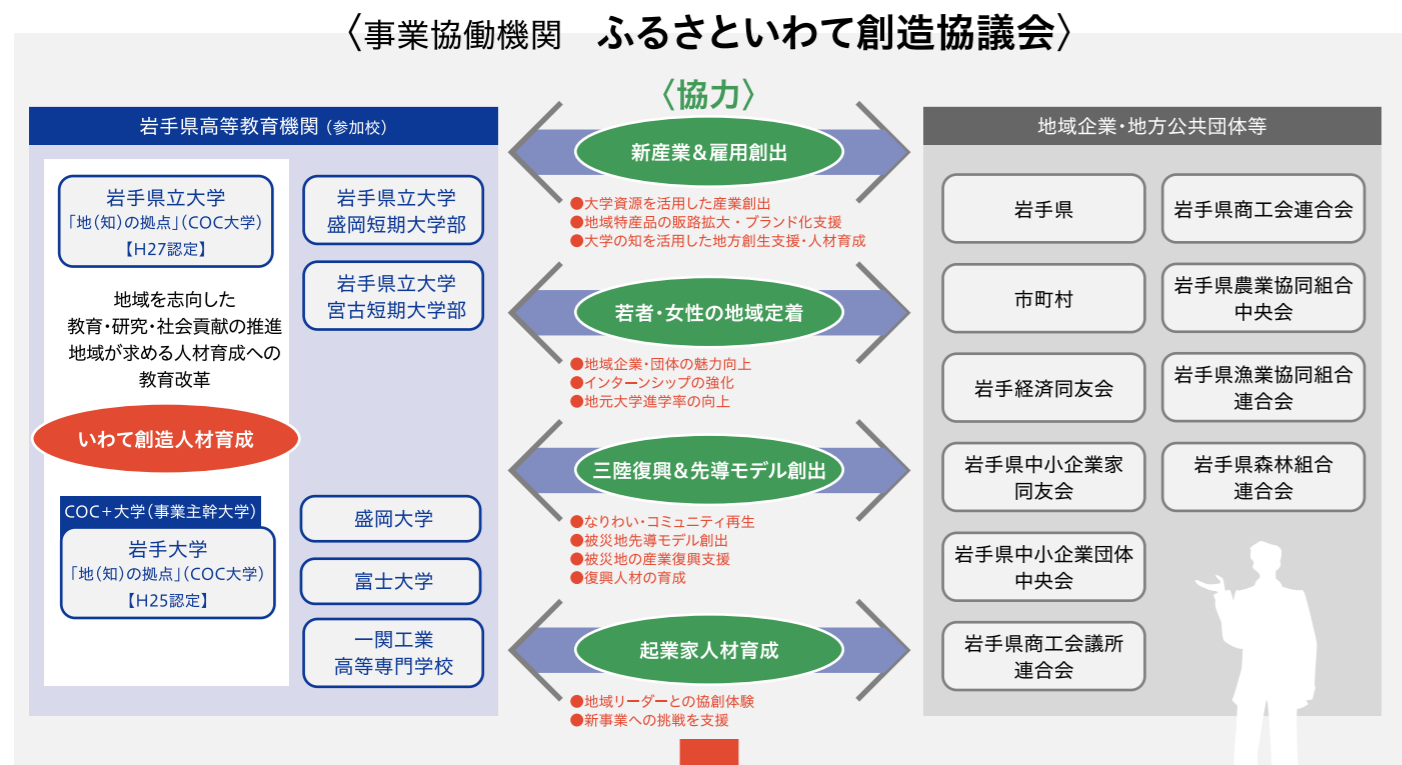 〈事業協働機関　ふるさといわて創造協議会〉
岩手県高等教育機関（参加校）
岩手県立大学
「地（知）の拠点」（COC大学）
【H27認定】
地域を志向した
教育・研究・社会貢献の推進
地域が求める人材育成への
教育改革
いわて創造人材育成
COC＋大学（事業主幹大学）
岩手大学
「地（知）の拠点」（COC大学）
【H25認定】
岩手県立大学
盛岡短期大学部
岩手県立大学
宮古短期大学部
盛岡大学
富士大学
一関工業
高等専門学校
〈協力〉
新産業＆雇用創出
●大学資源を活用した産業創出
●地域特産品の販路拡大・ブランド化支援
●大学の知を活用した地方創生支援・人材育成
若者・女性の地域定着
●地域企業・団体の魅力向上
●インターンシップの強化
●地元大学進学率の向上
三陸復興＆先導モデル創出
●なりわい・コミュニティ再生
●被災地先導モデル創出
●被災地の産業復興支援
●復興人材の育成
起業家人材育成
●地域リーダーとの協創体験
●新事業への挑戦を支援
地域企業・地方公共団体等
岩手県
市町村
岩手経済同友会
岩手県中小企業家
同友会
岩手県中小企業団体
中央会
岩手県商工会議所
連合会
岩手県商工会連合会
岩手県農業協同組合
中央会
岩手県漁業協同組合
連合会
岩手県森林組合
連合会